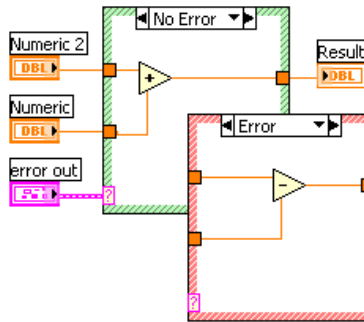 No Error
Numeric 2
DBL
Result
DBL
Numeric
DBL
Error
error out
?
?